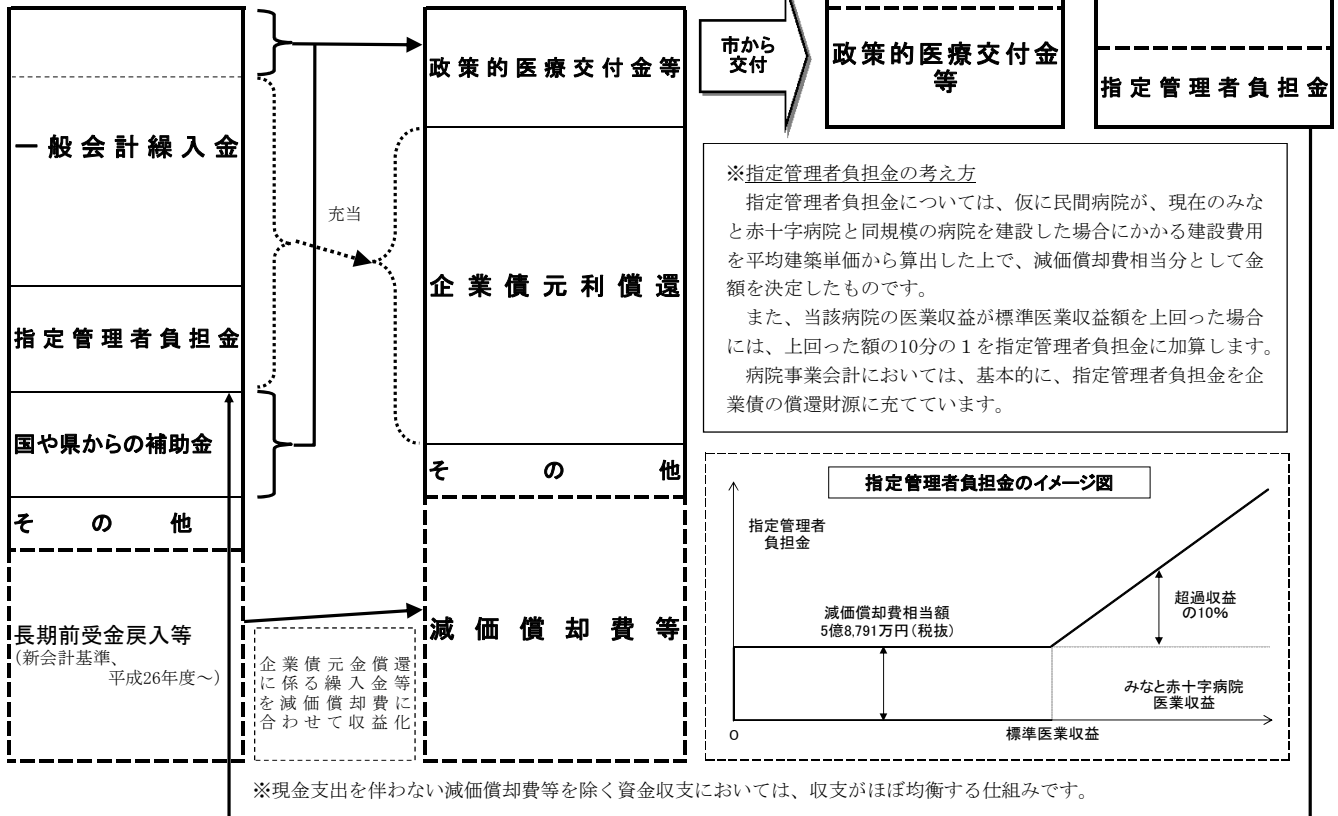 一般会計繰入金
指定管理者負担金
国や県からの補助金
その他
長期前受金戻入等
(新会計基準、
平成26年度～)
充当
企業債元金償還
に係る繰入金等
を減価償却費に
合わせて収益化
政策的医療交付金等
企業債元利償還
その他
減価償却費等
市から
交付
政策的医療交付金
等
指定管理者負担金
※指定管理者負担金の考え方
指定管理者負担金については、仮に民間病院が、現在のみな
と赤十字病院と同規模の病院を建設した場合にかかる建設費用
を平均建築単価から算出した上で、減価償却費相当分として金
額を決定したものです。
また、当該病院の医業収益が標準医業収益額を上回った場合
には、上回った額の10分の１を指定管理者負担金に加算します。
病院事業会計においては、基本的に、指定管理者負担金を企
業債の償還財源に充てています。
指定管理者負担金のイメージ図
指定管理者
負担金
減価償却費相当額
5億8,791万円(税抜)
超過収益
の10%
みなと赤十字病院
医業収益
0
標準医業収益
※現金支出を伴わない減価償却費等を除く資金収支においては、収支がほぼ均衡する仕組みです。